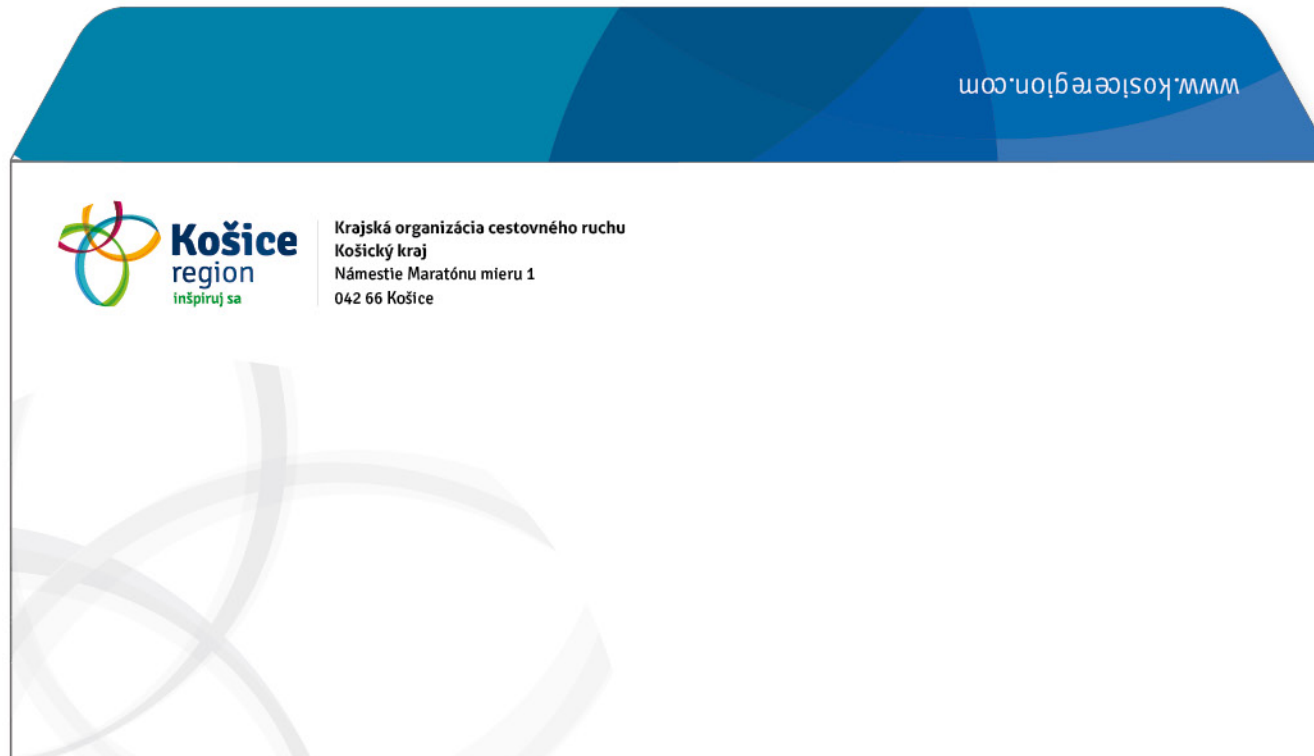 www.kosiceregion.com
Košice
region
inšpiruj sa
Krajská organizácia cestovného ruchu
Košický kraj
Námestie Maratónu mieru 1
042 66 Košice